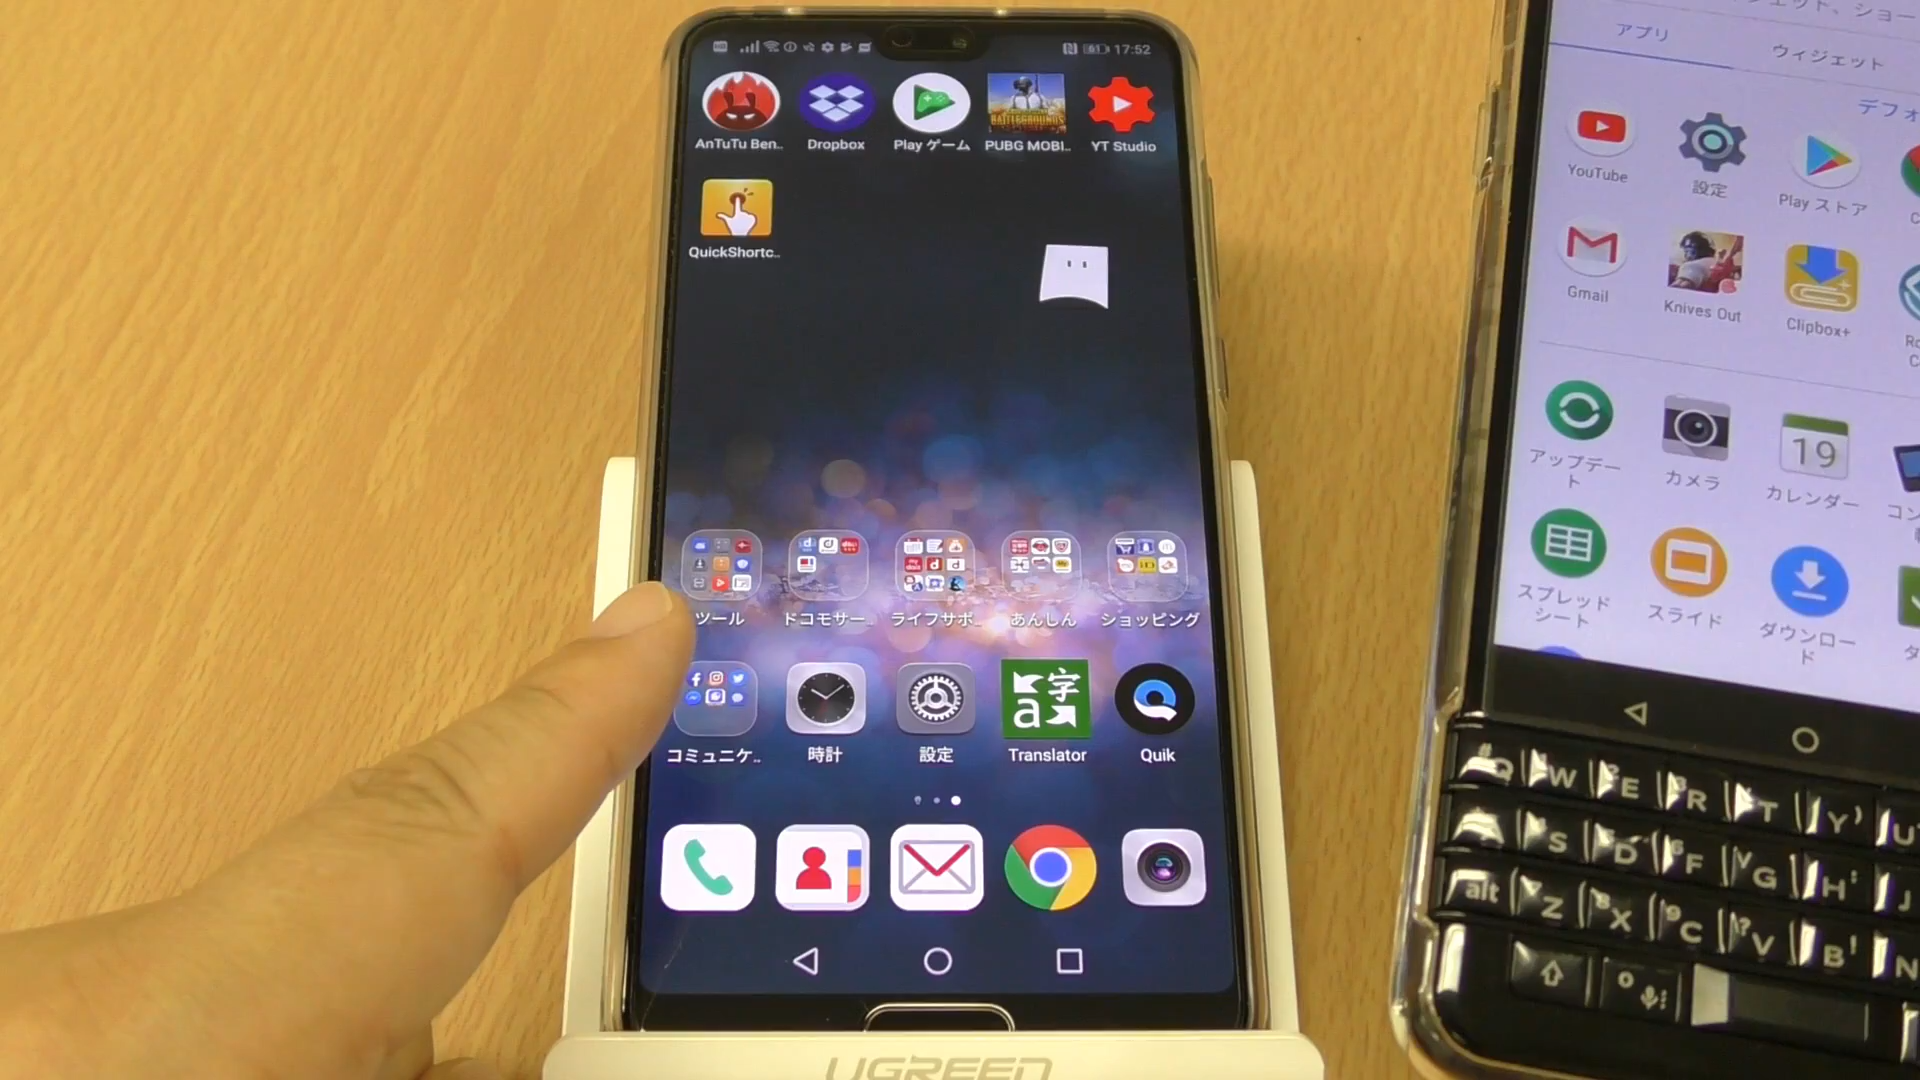 17:52
AnTuTu Ben..
Dropbox
Play ゲーム
PUBG MOBI..
YT Studio
QuickShortc..
ツール
ドコモサー..
ライフサポ..
あんしん
ショッピング
コミュニケ..
時計
設定
Translator
Quik
UGREEN
アプリ
ウィジェット
デフォ
YouTube
設定
Play ストア
Gmail
Knives Out
Clipbox+
アップデー
ト
カメラ
19
カレンダー
スプレッド
シート
スライド
ダウンロー
ド
Q W E R T Y U
A S D F G H J
alt Z X C V B N